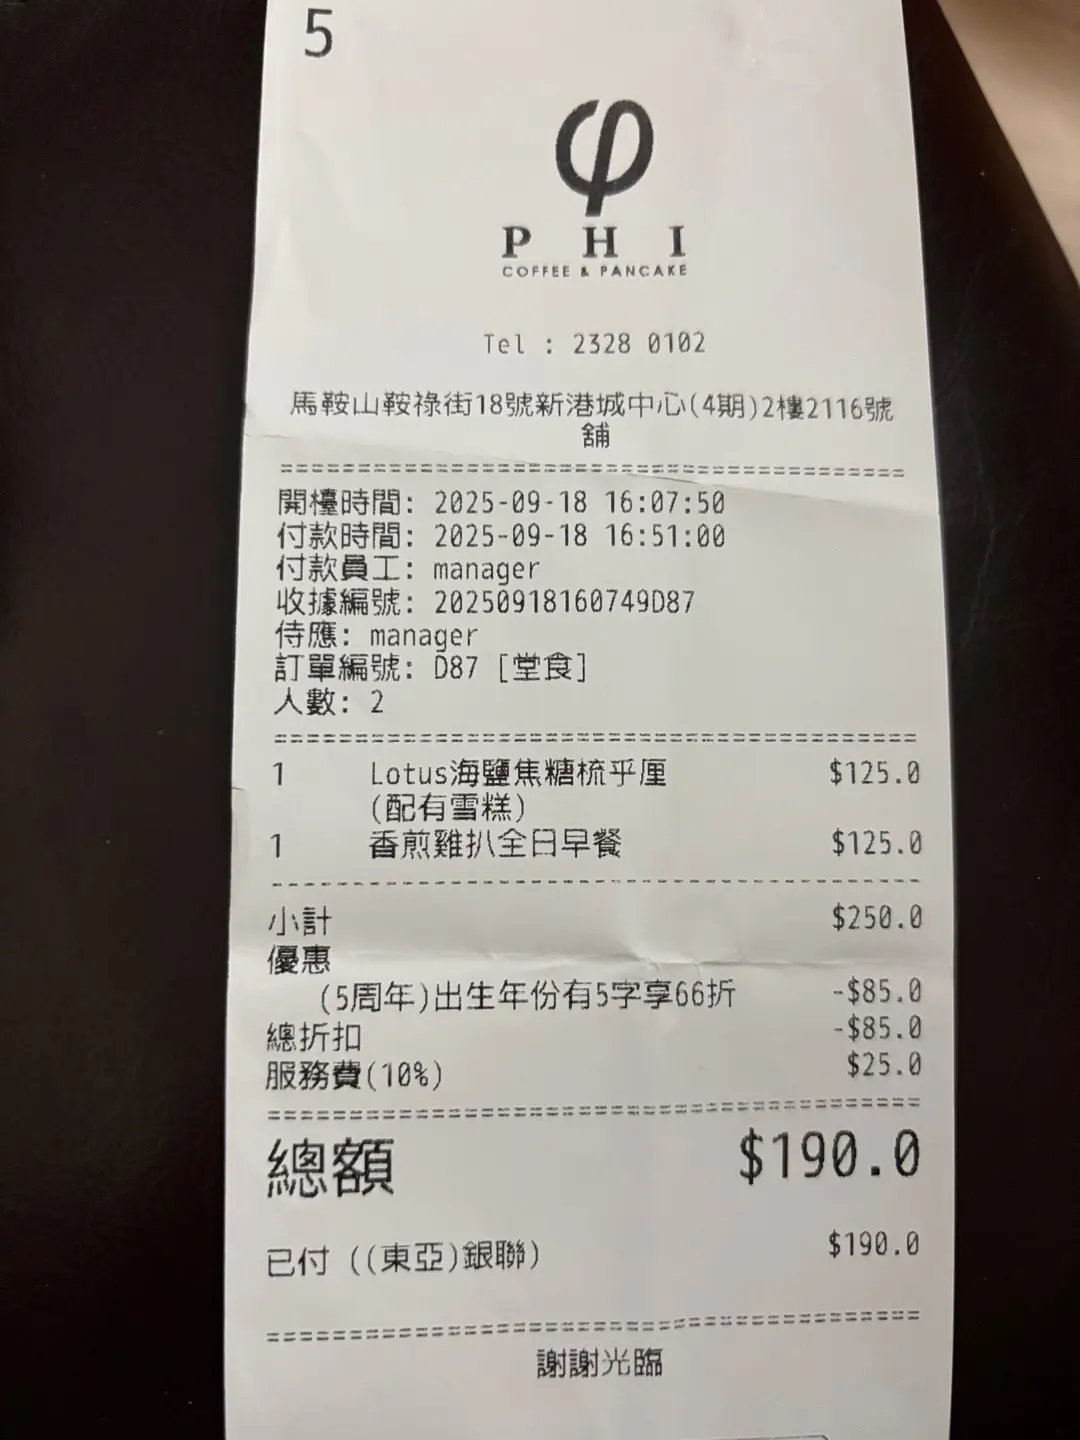 5
φ
PHI
COFFEE & PANCAKE
Tel : 2328 0102
馬鞍山鞍祿街18號新港城中心(4期)2樓2116號
舖
開檯時間: 2025-09-18 16:07:50
付款時間: 2025-09-18 16:51:00
付款員工: manager
收據編號: 20250918160749D87
侍應: manager
訂單編號: D87 [堂食]
人數: 2
1 Lotus海鹽焦糖梳乎厘 $125.0
(配有雪糕)
1 香煎雞扒全日早餐 $125.0
小計 $250.0
優惠
(5周年)出生年份有5字享66折 -$85.0
總折扣 -$85.0
服務費(10%) $25.0
總額 $190.0
已付 ((東亞)銀聯) $190.0
謝謝光臨